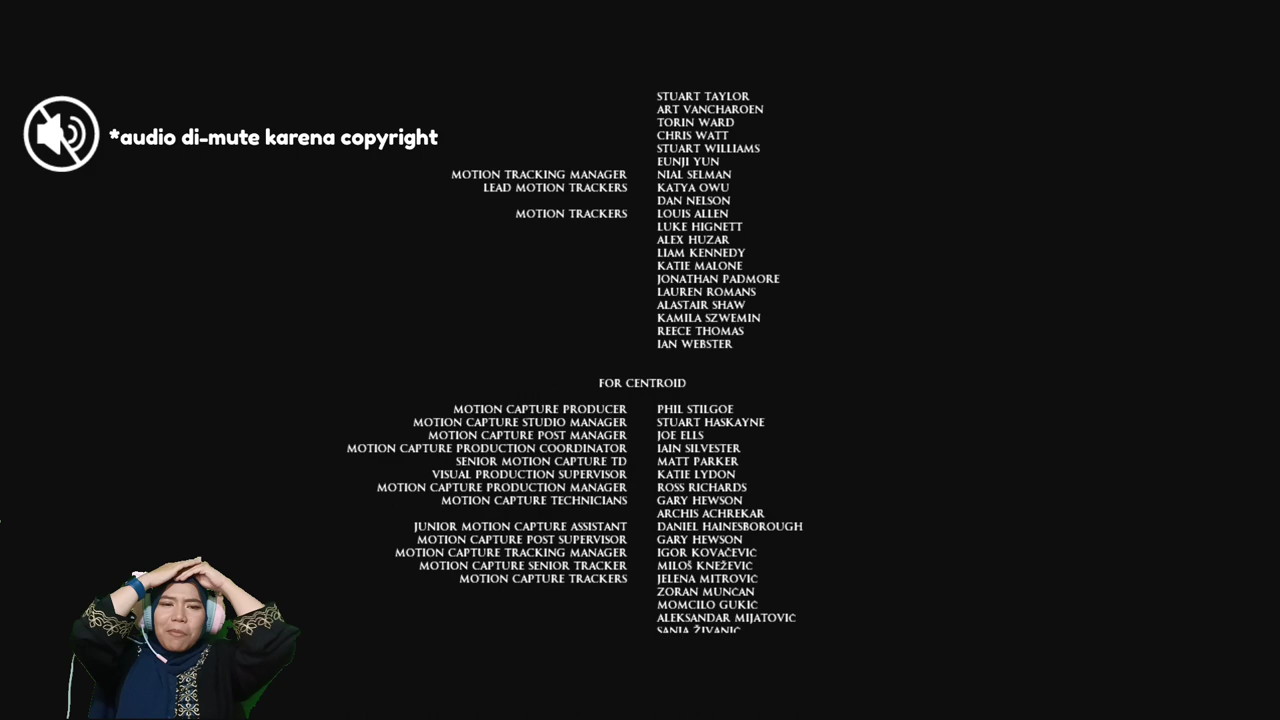 *audio di-mute karena copyright
STUART TAYLOR
ART VANCHAROEN
TORIN WARD
CHRIS WATT
STUART WILLIAMS
EUNJI YUN
MOTION TRACKING MANAGER NIAL SELMAN
LEAD MOTION TRACKERS KATYA OWU
DAN NELSON
MOTION TRACKERS LOUIS ALLEN
LUKE HIGNETT
ALEX HUZAR
LIAM KENNEDY
KATIE MALONE
JONATHAN PADMORE
LAUREN ROMANS
ALASTAIR SHAW
KAMILA SZWEMIN
REECE THOMAS
IAN WEBSTER
FOR CENTROID
MOTION CAPTURE PRODUCER PHIL STILGOE
MOTION CAPTURE STUDIO MANAGER STUART HASKAYNE
MOTION CAPTURE POST MANAGER JOE ELLS
MOTION CAPTURE PRODUCTION COORDINATOR IAIN SILVESTER
SENIOR MOTION CAPTURE TD MATT PARKER
VISUAL PRODUCTION SUPERVISOR KATIE LYDON
MOTION CAPTURE PRODUCTION MANAGER ROSS RICHARDS
MOTION CAPTURE TECHNICIANS GARY HEWSON
ARCHIS ACHREKAR
JUNIOR MOTION CAPTURE ASSISTANT DANIEL HAINESBOROUGH
MOTION CAPTURE POST SUPERVISOR GARY HEWSON
MOTION CAPTURE TRACKING MANAGER IGOR KOVAČEVIĆ
MOTION CAPTURE SENIOR TRACKER MILOŠ KNEŽEVIĆ
MOTION CAPTURE TRACKERS JELENA MITROVIĆ
ZORAN MUNĆAN
MOMCILO GUKIĆ
ALEKSANDAR MIJATOVIĆ
SANJA ŽIVANIĆ